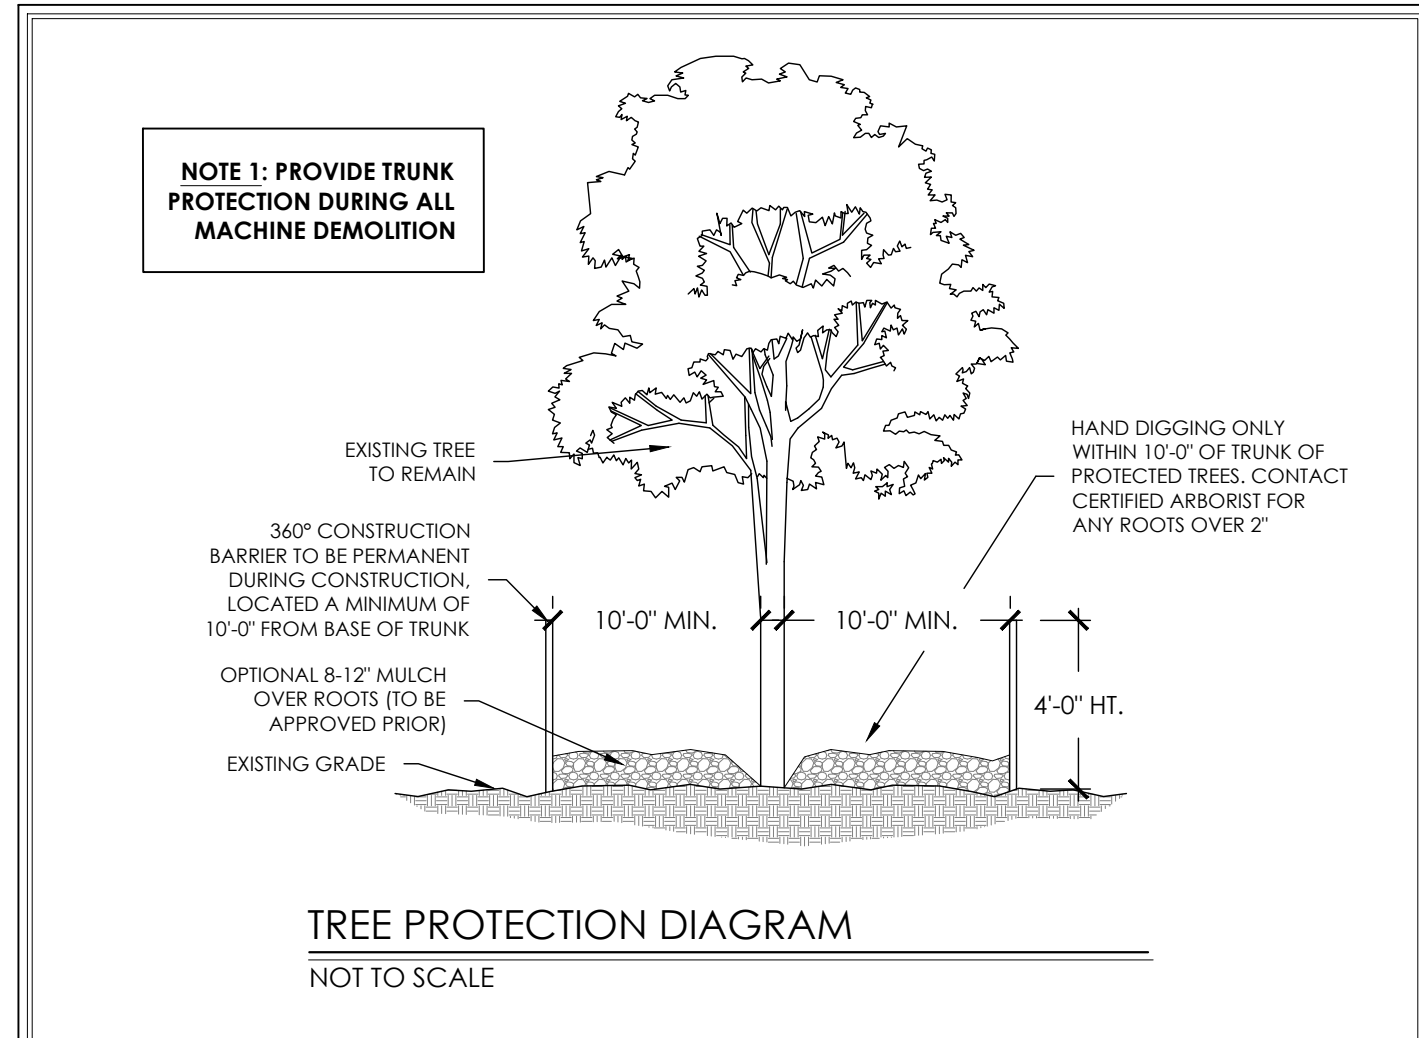 NOTE 1: PROVIDE TRUNK
PROTECTION DURING ALL
MACHINE DEMOLITION
EXISTING TREE
TO REMAIN
HAND DIGGING ONLY
WITHIN 10'-0" OF TRUNK OF
PROTECTED TREES. CONTACT
CERTIFIED ARBORIST FOR
ANY ROOTS OVER 2"
360° CONSTRUCTION
BARRIER TO BE PERMANENT
DURING CONSTRUCTION,
LOCATED A MINIMUM OF
10'-0" FROM BASE OF TRUNK
10'-0" MIN.
10'-0" MIN.
OPTIONAL 8-12" MULCH
OVER ROOTS (TO BE
APPROVED PRIOR)
4'-0" HT.
EXISTING GRADE
TREE PROTECTION DIAGRAM
NOT TO SCALE